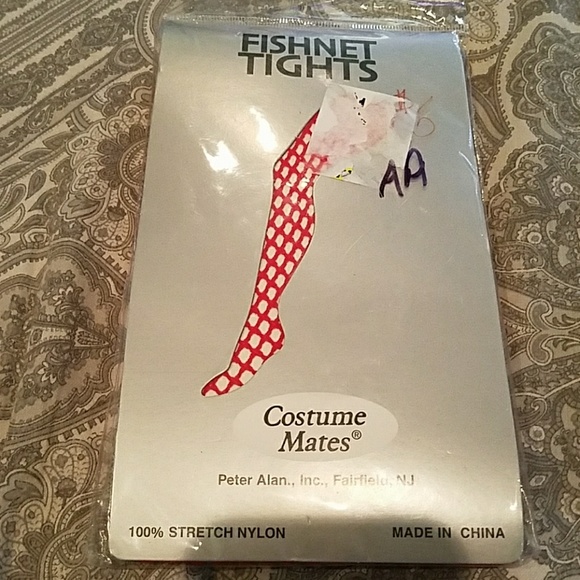 FISHNET
TIGHTS
AA
Costume
Mates®
Peter Alan., Inc., Fairfield, NJ
100% STRETCH NYLON
MADE IN CHINA